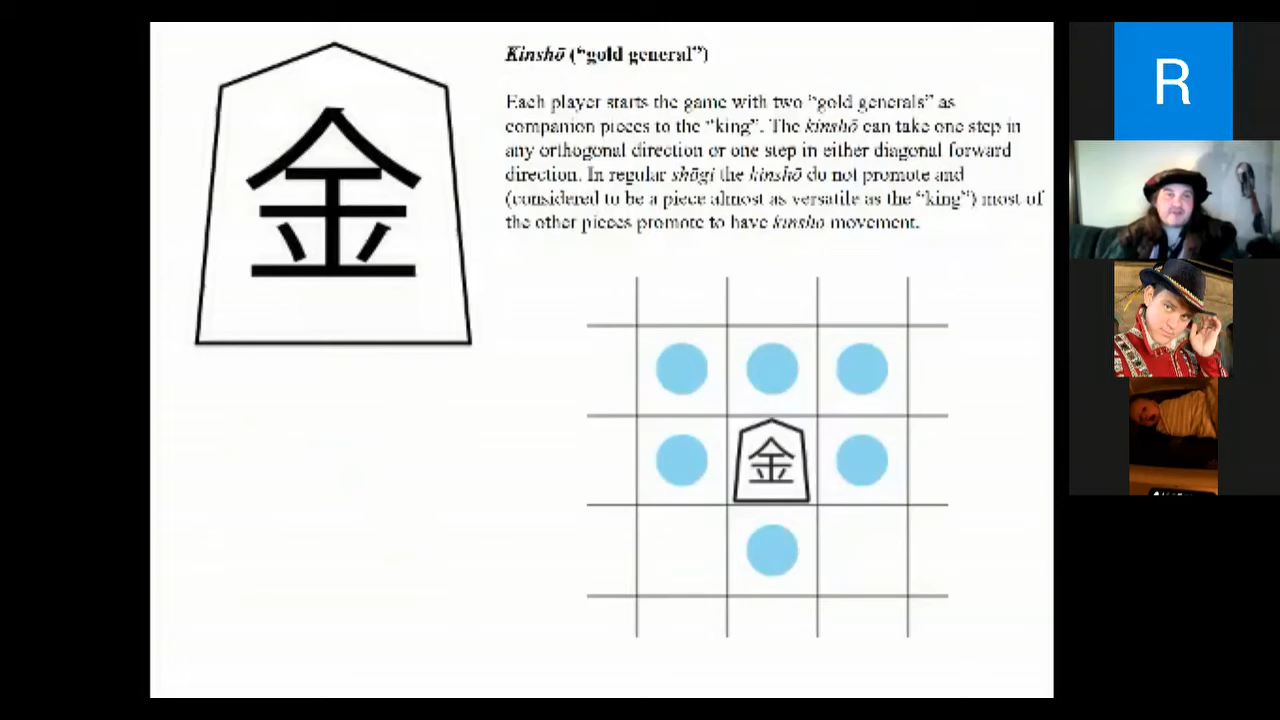 金
Kinshō (“gold general”)
Each player starts the game with two “gold generals” as
companion pieces to the “king”. The kinshō can take one step in
any orthogonal direction or one step in either diagonal forward
direction. In regular shōgi the kinshō do not promote and
(considered to be a piece almost as versatile as the “king”) most of
the other pieces promote to have kinshō movement.
金
R